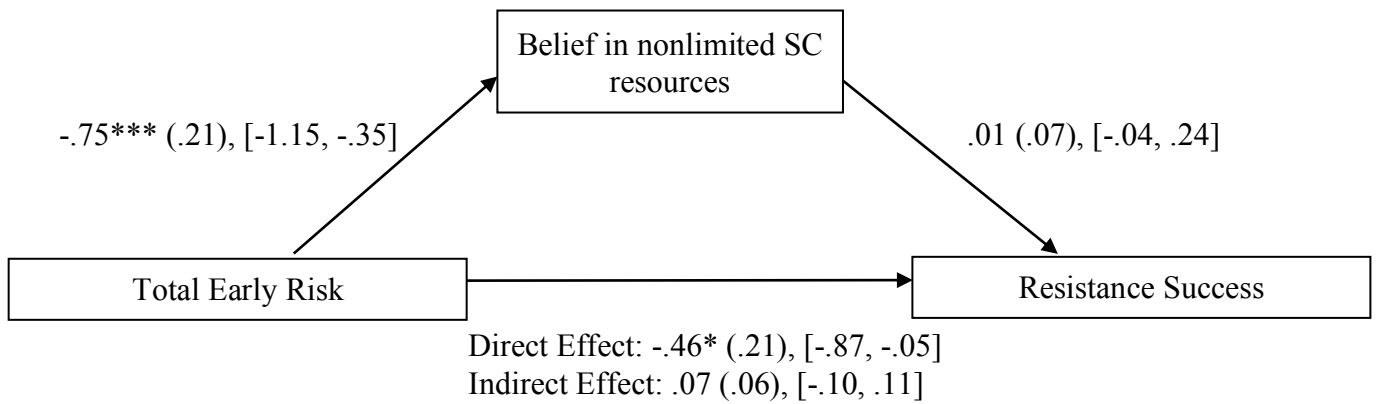 Belief in nonlimited SC
resources
-.75*** (.21), [-1.15, -.35]
.01 (.07), [-.04, .24]
Total Early Risk
Resistance Success
Direct Effect: -.46* (.21), [-.87, -.05]
Indirect Effect: .07 (.06), [-.10, .11]